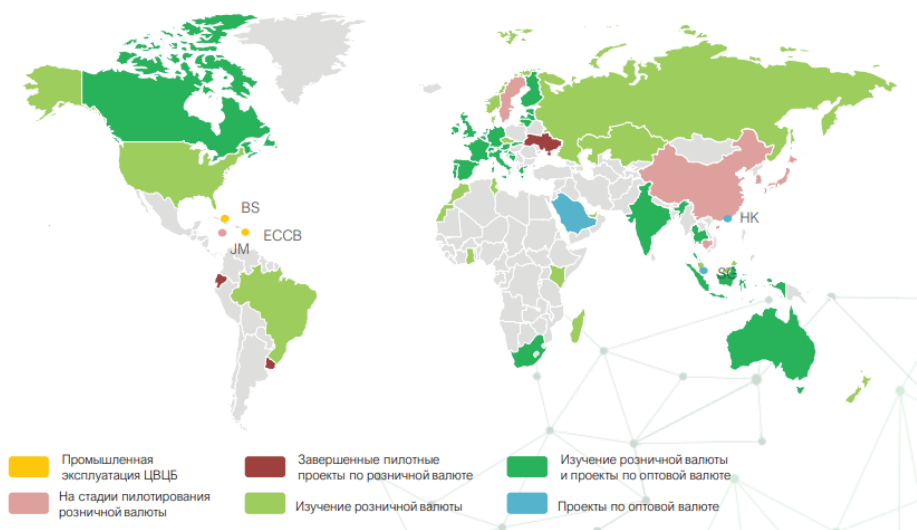 BS
ECCB
JM
HK
SG
Промышленная
эксплуатация ЦВЦБ
Завершенные пилотные
проекты по розничной валюте
Изучение розничной валюты
и проекты по оптовой валюте
На стадии пилотирования
розничной валюты
Изучение розничной валюты
Проекты по оптовой валюте